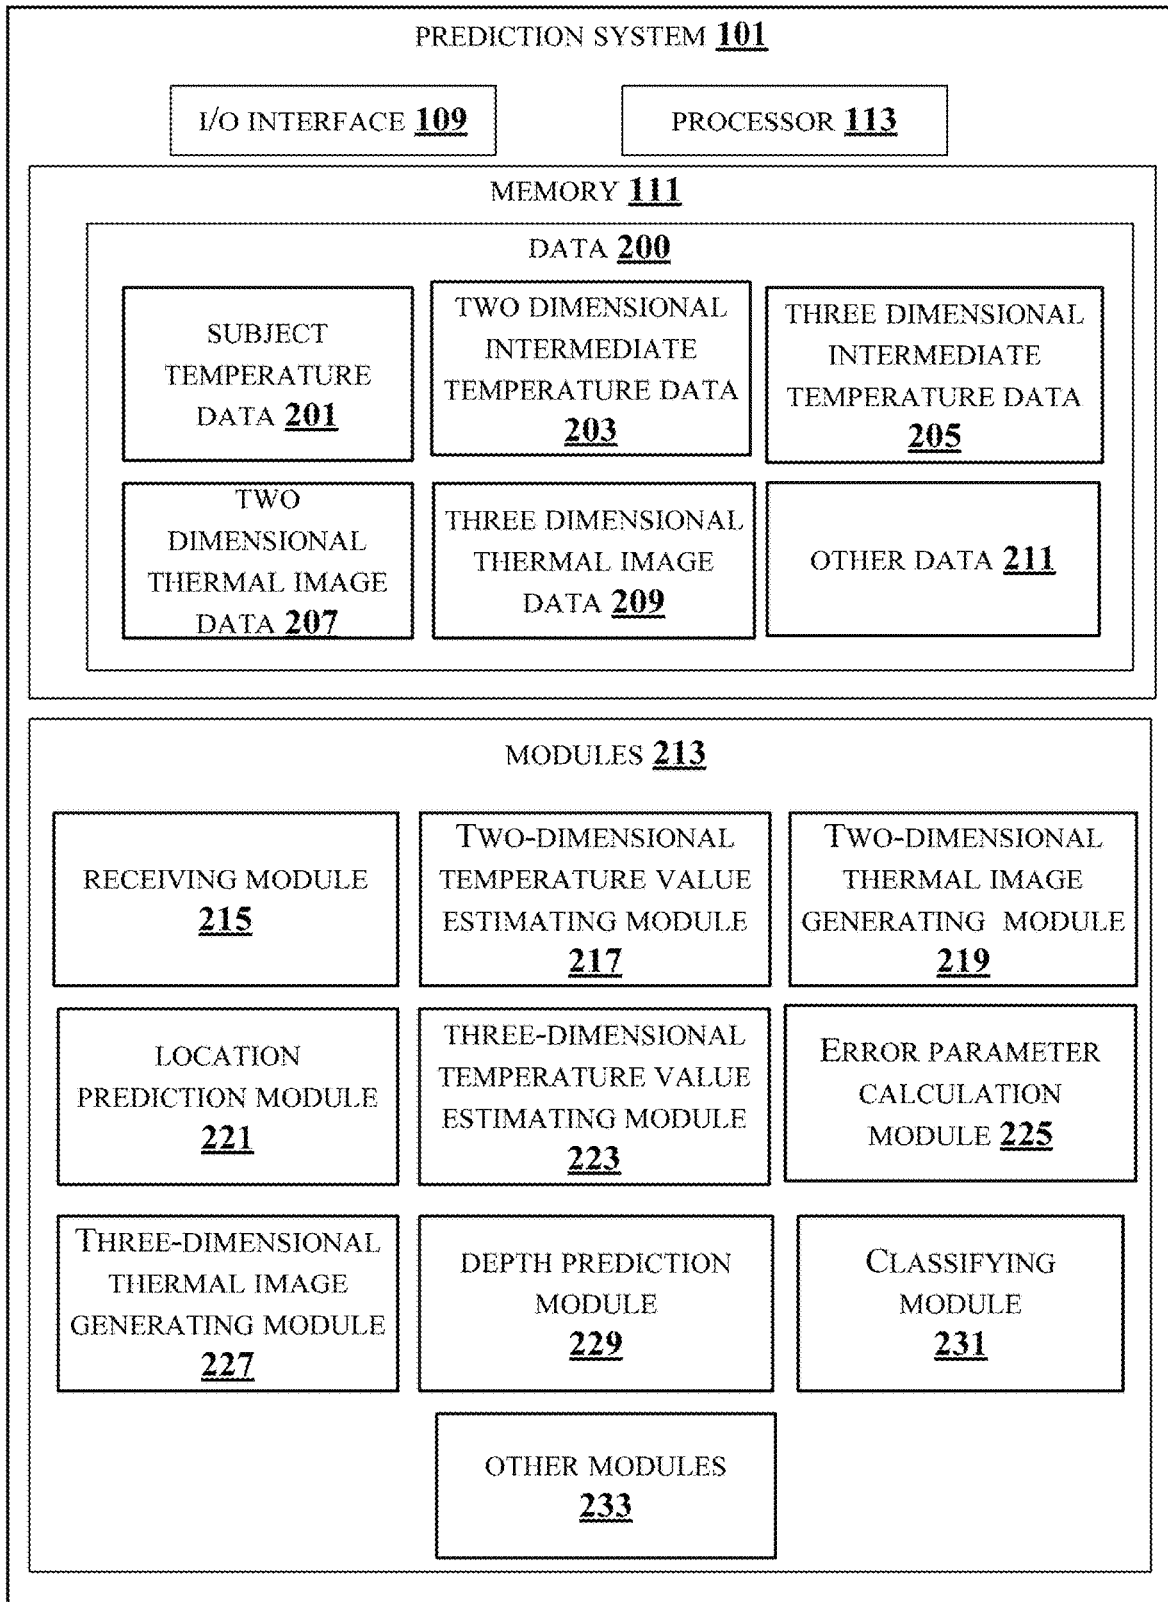 PREDICTION SYSTEM 101
I/O INTERFACE 109
PROCESSOR 113
MEMORY 111
DATA 200
SUBJECT
TEMPERATURE
DATA 201
TWO DIMENSIONAL
INTERMEDIATE
TEMPERATURE DATA
203
THREE DIMENSIONAL
INTERMEDIATE
TEMPERATURE DATA
205
TWO
DIMENSIONAL
THERMAL IMAGE
DATA 207
THREE DIMENSIONAL
THERMAL IMAGE
DATA 209
OTHER DATA 211
MODULES 213
RECEIVING MODULE
215
TWO-DIMENSIONAL
TEMPERATURE VALUE
ESTIMATING MODULE
217
TWO-DIMENSIONAL
THERMAL IMAGE
GENERATING MODULE
219
LOCATION
PREDICTION MODULE
221
THREE-DIMENSIONAL
TEMPERATURE VALUE
ESTIMATING MODULE
223
ERROR PARAMETER
CALCULATION
MODULE 225
THREE-DIMENSIONAL
THERMAL IMAGE
GENERATING MODULE
227
DEPTH PREDICTION
MODULE
229
CLASSIFYING
MODULE
231
OTHER MODULES
233